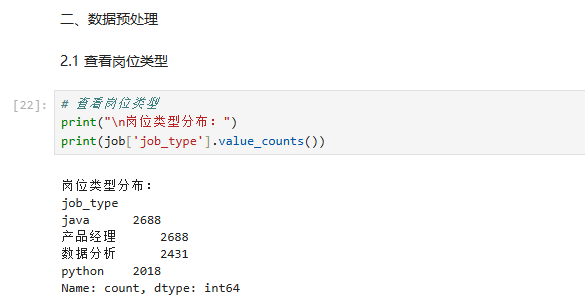 二、数据预处理
2.1 查看岗位类型
[22]:
# 查看岗位类型
print("\n岗位类型分布：")
print(job['job_type'].value_counts())
岗位类型分布：
job_type
java      2688
产品经理      2688
数据分析      2431
python    2018
Name: count, dtype: int64